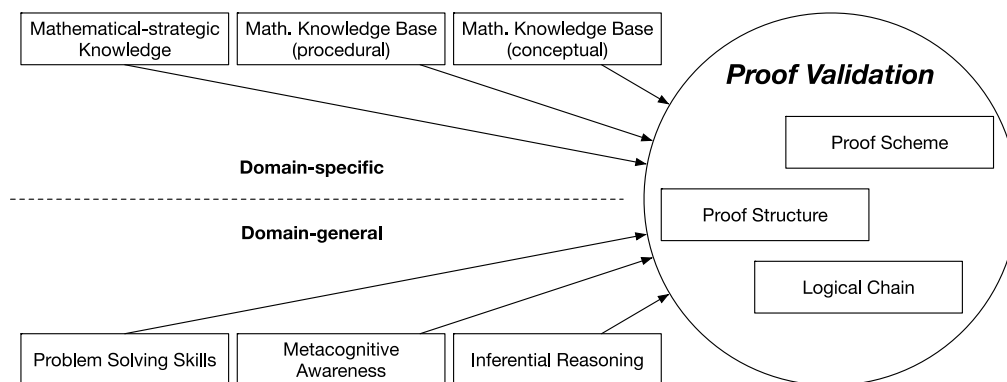 Mathematical-strategic
Knowledge
Math. Knowledge Base
(procedural)
Math. Knowledge Base
(conceptual)
Proof Validation
Proof Scheme
Domain-specific
Proof Structure
Domain-general
Logical Chain
Problem Solving Skills
Metacognitive
Awareness
Inferential Reasoning